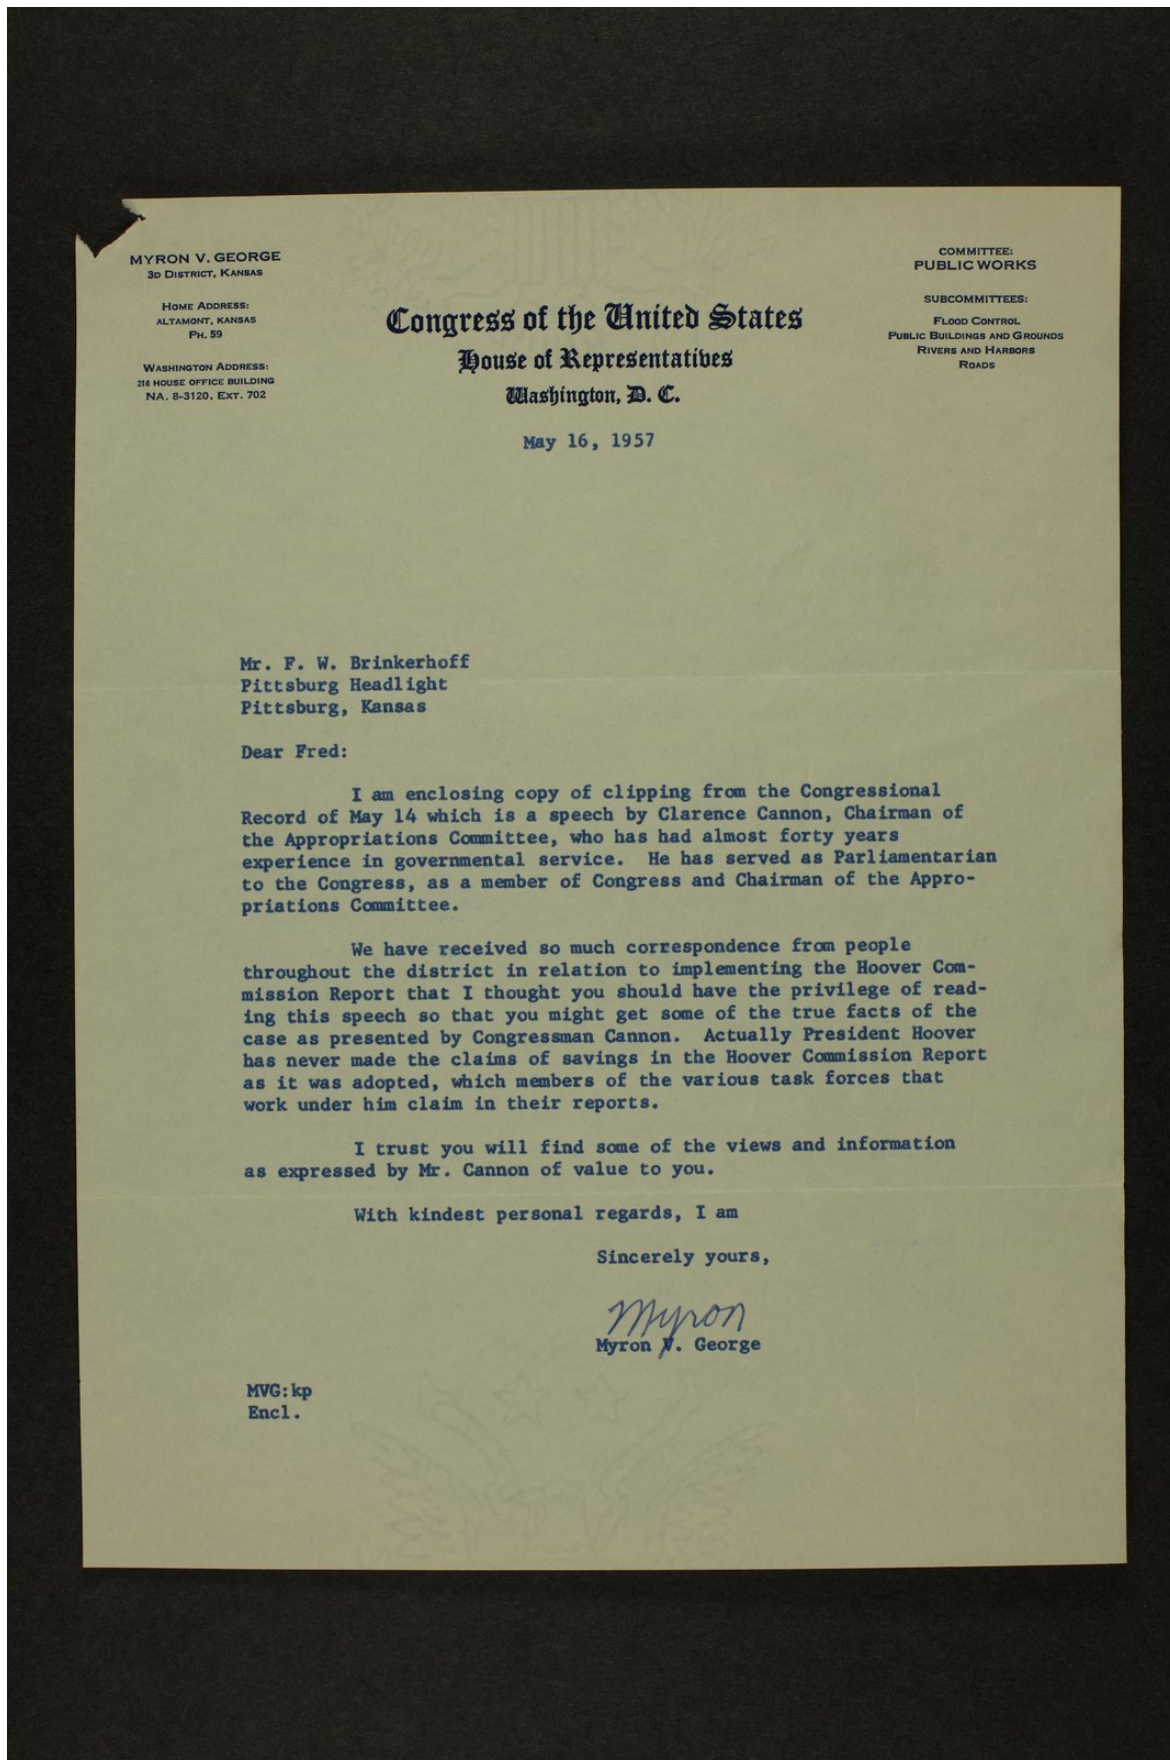 MYRON V. GEORGE
3D DISTRICT, KANSAS
HOME ADDRESS:
ALTAMONT, KANSAS
PH. 59
WASHINGTON ADDRESS:
216 HOUSE OFFICE BUILDING
NA. 8-3120, EXT. 702
COMMITTEE:
PUBLIC WORKS
SUBCOMMITTEES:
FLOOD CONTROL
PUBLIC BUILDINGS AND GROUNDS
RIVERS AND HARBORS
ROADS
Congress of the United States
House of Representatives
Washington, D. C.
May 16, 1957
Mr. F. W. Brinkerhoff
Pittsburg Headlight
Pittsburg, Kansas
Dear Fred:
I am enclosing copy of clipping from the Congressional
Record of May 14 which is a speech by Clarence Cannon, Chairman of
the Appropriations Committee, who has had almost forty years
experience in governmental service. He has served as Parliamentarian
to the Congress, as a member of Congress and Chairman of the Appro-
priations Committee.
We have received so much correspondence from people
throughout the district in relation to implementing the Hoover Com-
mission Report that I thought you should have the privilege of read-
ing this speech so that you might get some of the true facts of the
case as presented by Congressman Cannon. Actually President Hoover
has never made the claims of savings in the Hoover Commission Report
as it was adopted, which members of the various task forces that
work under him claim in their reports.
I trust you will find some of the views and information
as expressed by Mr. Cannon of value to you.
With kindest personal regards, I am
Sincerely yours,
Myron
Myron V. George
MVG:kp
Encl.